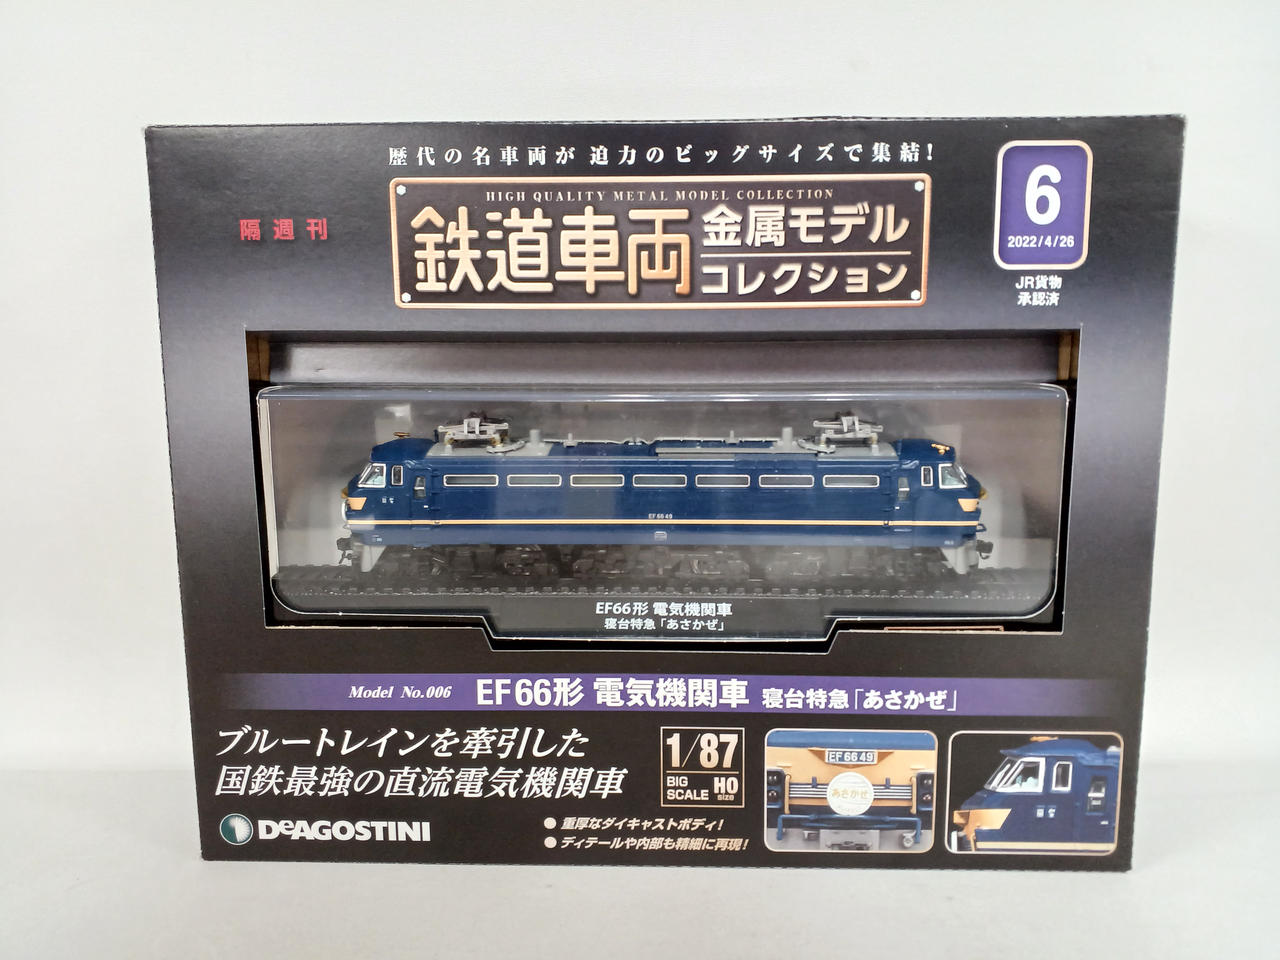 歴代の名車両が 迫力のビッグサイズで集結!
隔週刊
HIGH QUALITY METAL MODEL COLLECTION
鉄道車両 金属モデル
コレクション
6
2022/4/26
JR貨物
承認済
EF66 49
EF66形 電気機関車
寝台特急「あさかぜ」
Model No.006 EF66形 電気機関車 寝台特急「あさかぜ」
ブルートレインを牽引した
国鉄最強の直流電気機関車
DeAGOSTINI
1/87
BIG SCALE HO size
● 重厚なダイキャストボディ!
● ディテールや内部も精細に再現!
EF66 49
あさかぜ